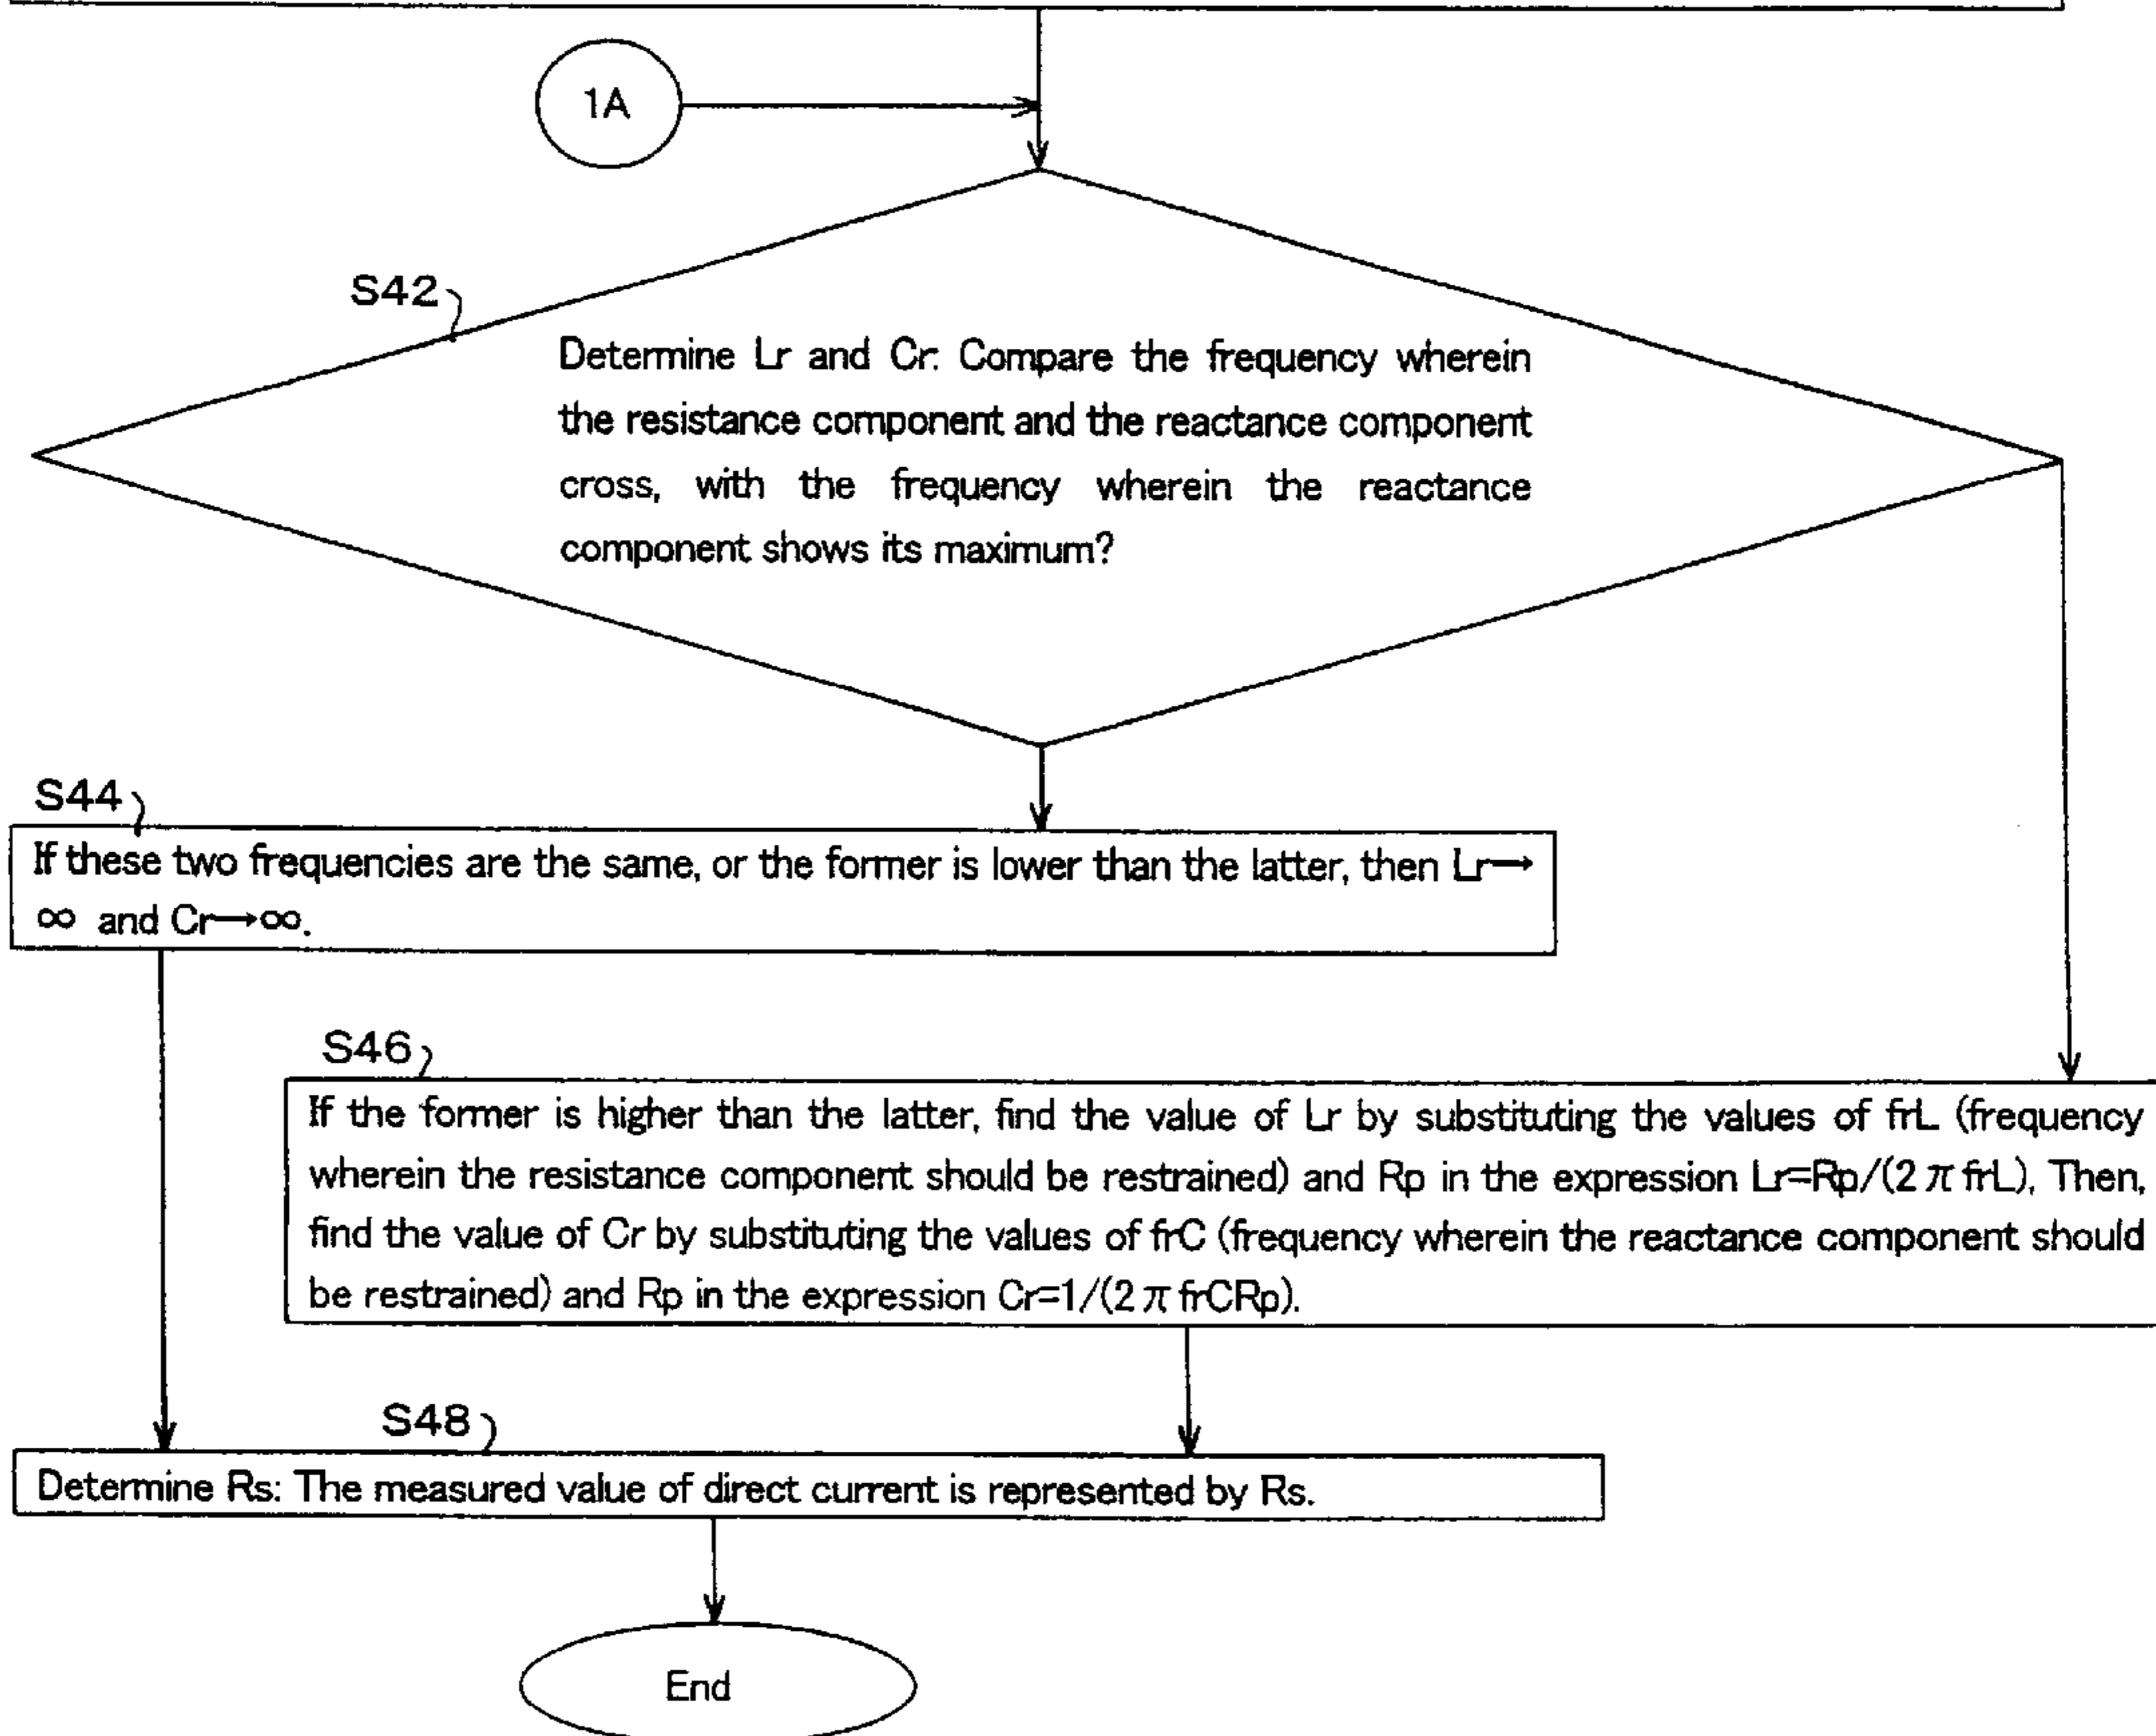 1A
S42
Determine Lr and Cr: Compare the frequency wherein
the resistance component and the reactance component
cross, with the frequency wherein the reactance
component shows its maximum?
S44
If these two frequencies are the same, or the former is lower than the latter, then Lr→
∞ and Cr→∞.
S46
If the former is higher than the latter, find the value of Lr by substituting the values of frL (frequency
wherein the resistance component should be restrained) and Rp in the expression Lr=Rp/(2πfrL), Then,
find the value of Cr by substituting the values of frC (frequency wherein the reactance component should
be restrained) and Rp in the expression Cr=1/(2πfrCRp).
S48
Determine Rs: The measured value of direct current is represented by Rs.
End